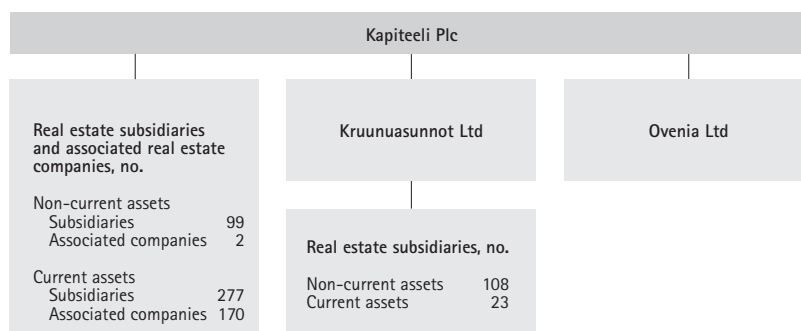 Kapiteeli Plc
Real estate subsidiaries
and associated real estate
companies, no.
Non-current assets
Subsidiaries 99
Associated companies 2
Current assets
Subsidiaries 277
Associated companies 170
Kruunuasunnot Ltd
Real estate subsidiaries, no.
Non-current assets 108
Current assets 23
Ovenia Ltd